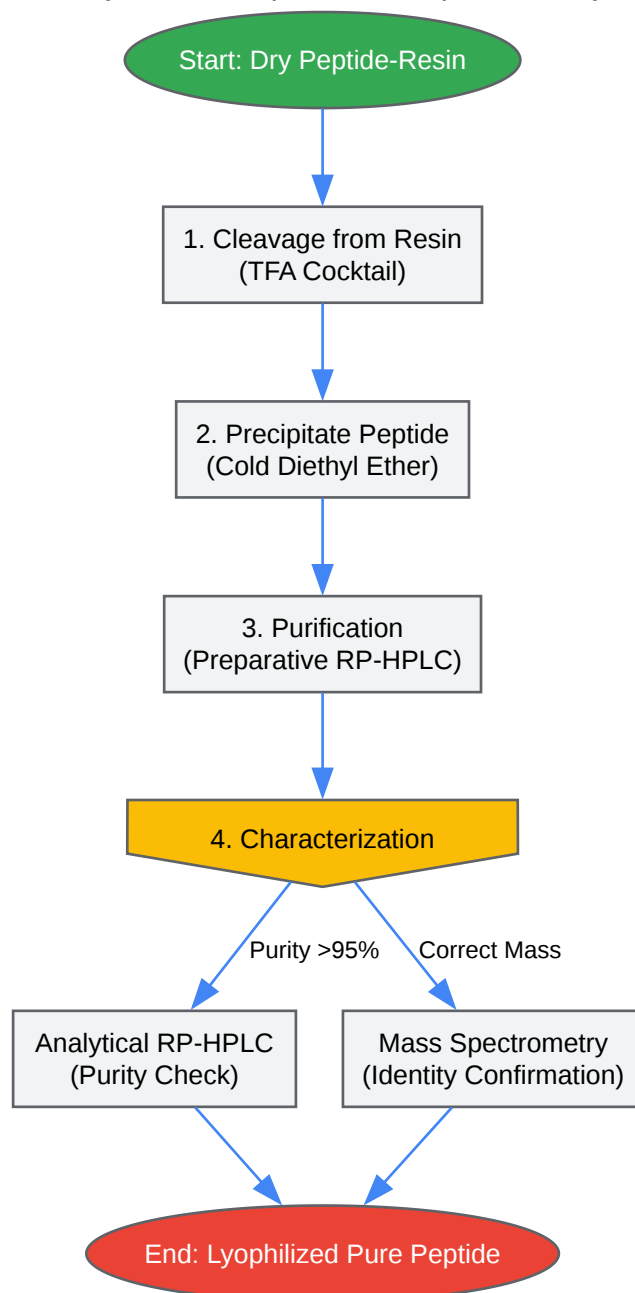 Start: Dry Peptide-Resin
1. Cleavage from Resin
(TFA Cocktail)
2. Precipitate Peptide
(Cold Diethyl Ether)
3. Purification
(Preparative RP-HPLC)
4. Characterization
Purity >95%
Correct Mass
Analytical RP-HPLC
(Purity Check)
Mass Spectrometry
(Identity Confirmation)
End: Lyophilized Pure Peptide